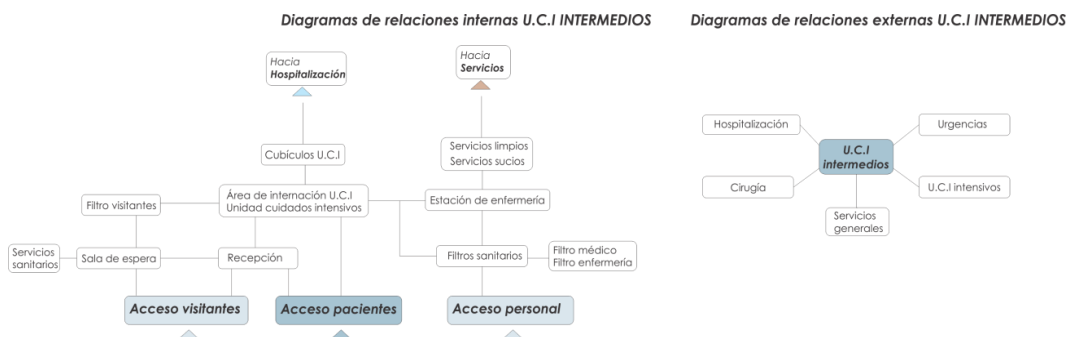 Diagramas de relaciones internas U.C.I INTERMEDIOS
Hacia
Hospitalización
Hacia
Servicios
Cubículos U.C.I
Servicios limpios
Servicios sucios
Filtro visitantes
Área de internación U.C.I
Unidad cuidados intensivos
Estación de enfermería
Servicios
sanitarios
Sala de espera
Recepción
Filtros sanitarios
Filtro médico
Filtro enfermería
Acceso visitantes
Acceso pacientes
Acceso personal
Diagramas de relaciones externas U.C.I INTERMEDIOS
Hospitalización
Urgencias
U.C.I
intermedios
Cirugía
U.C.I intensivos
Servicios
generales